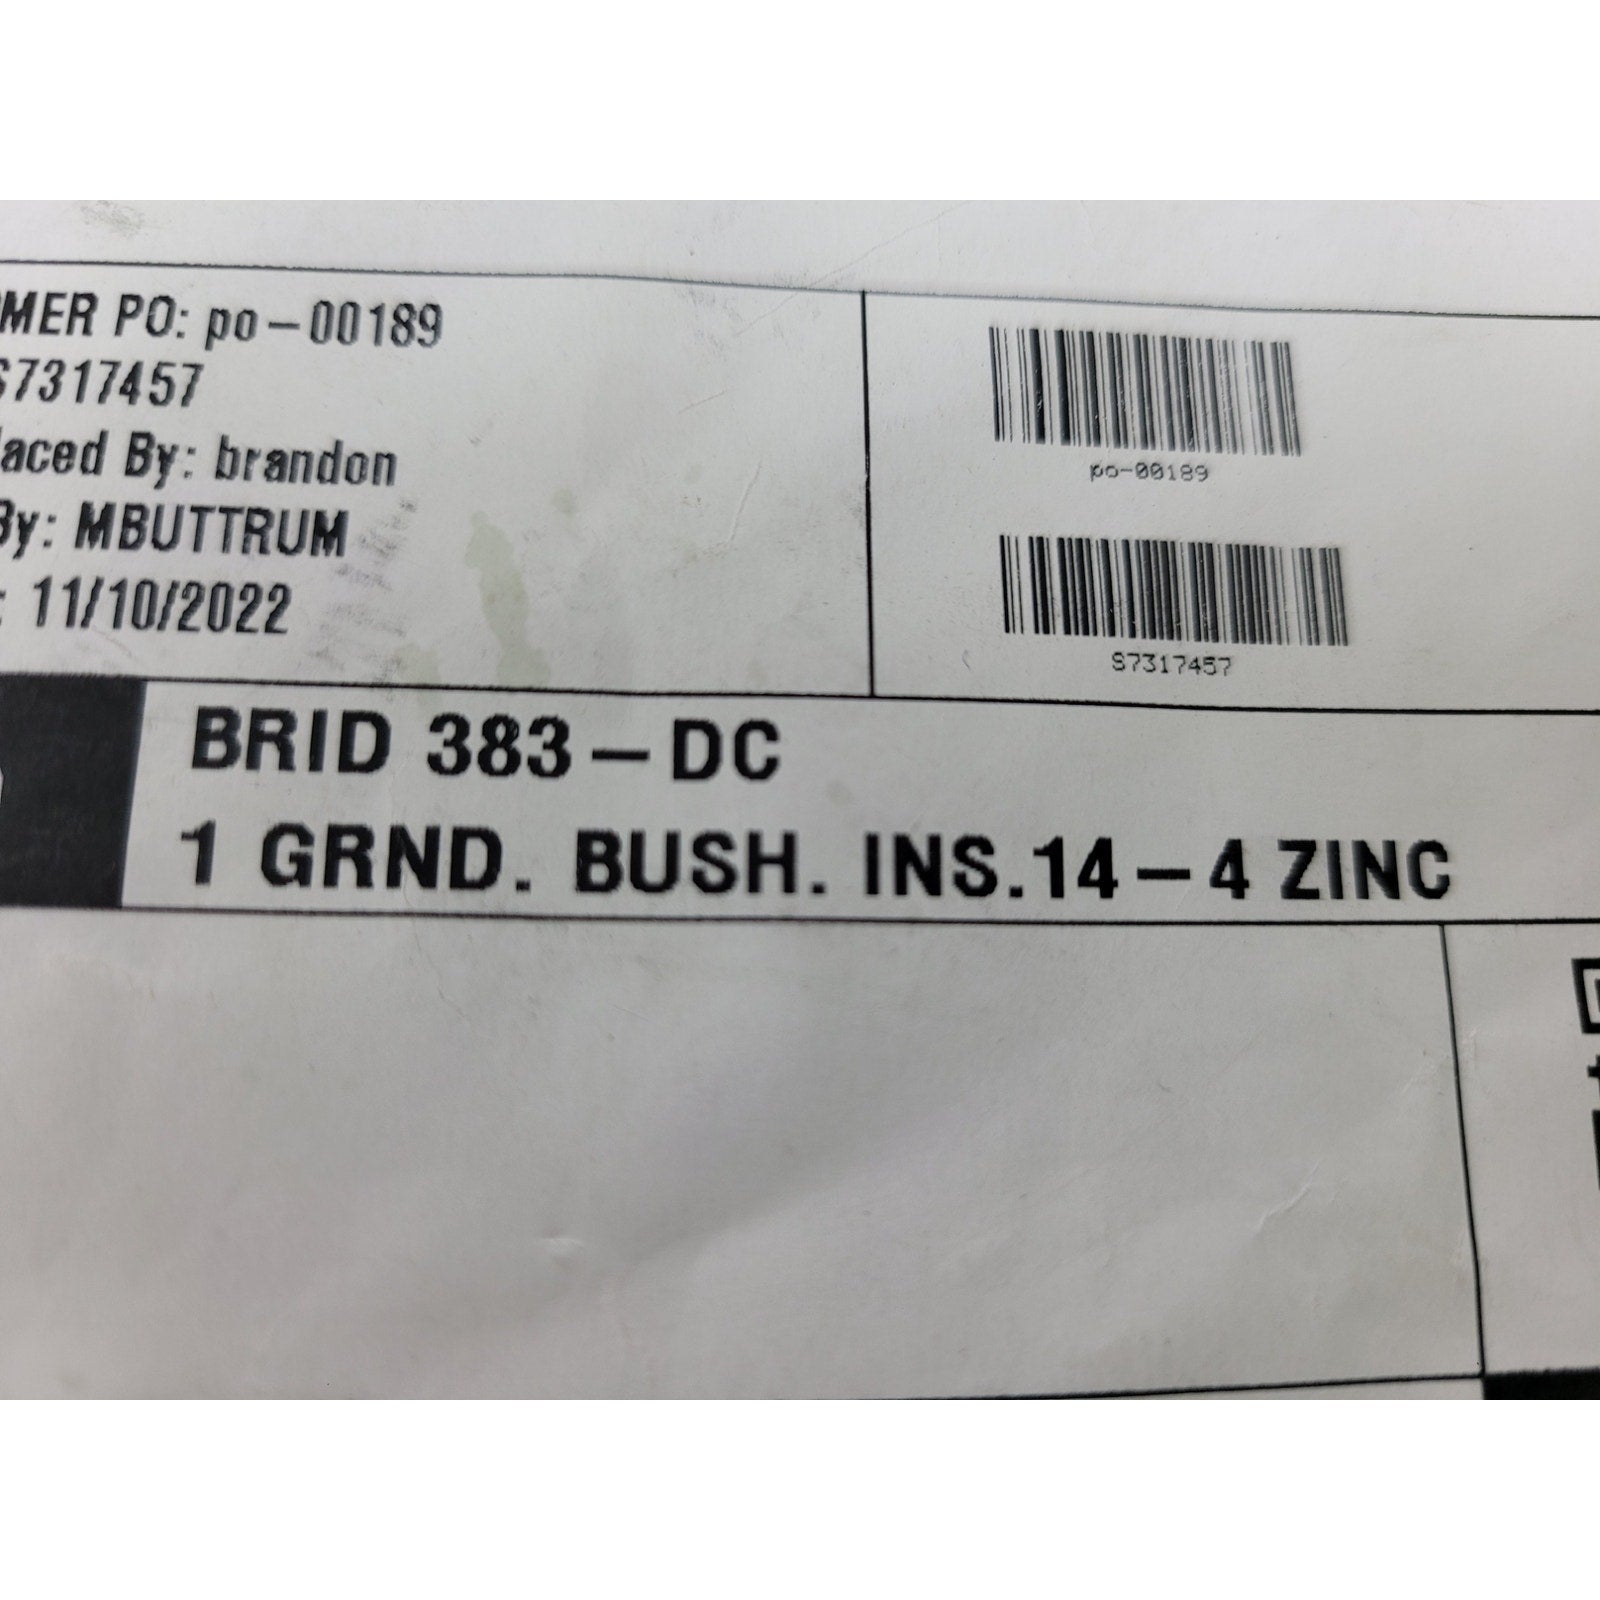 MER PO: po-00189
S7317457
aced By: brandon
By: MBUTTRUM
: 11/10/2022
po-00189
S7317457
BRID 383-DC
1 GRND. BUSH. INS.14-4 ZINC